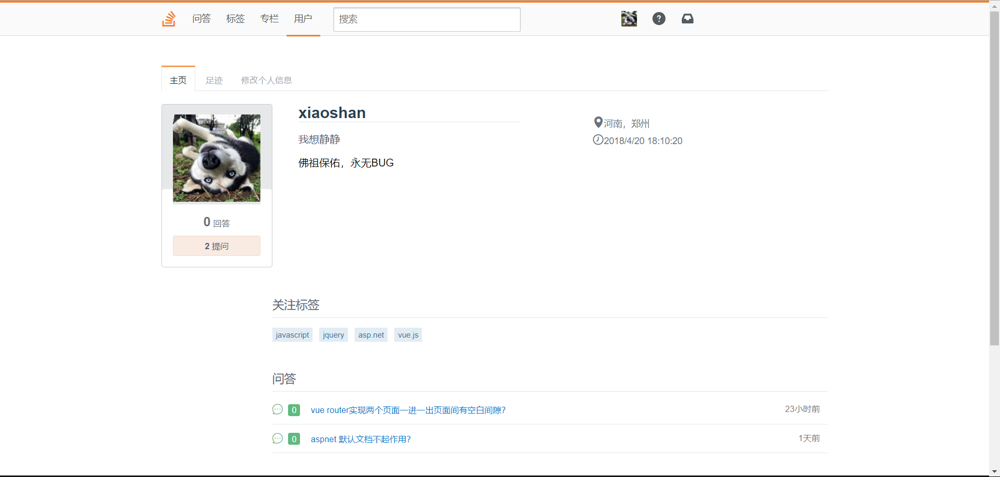 问答 标签 专栏 用户 搜索 ?
主页 足迹 修改个人信息
xiaoshan
我想静静
佛祖保佑，永无BUG
河南，郑州
2018/4/20 18:10:20
0 回答
2 提问
关注标签
javascript jquery asp.net vue.js
问答
0 vue router实现两个页面一进一出页面间有空白间隙? 23小时前
0 aspnet 默认文档不起作用? 1天前